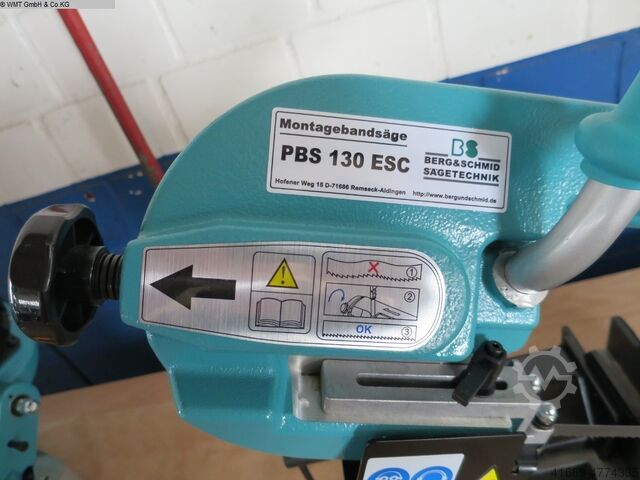 © WMT GmbH & Co.KG
Montagebandsäge
PBS 130 ESC
BS
BERG&SCHMID
SÄGETECHNIK
Hofener Weg 15 D-71686 Remseck-Aldingen http://www.bergundschmid.de
X
1
2
OK
3